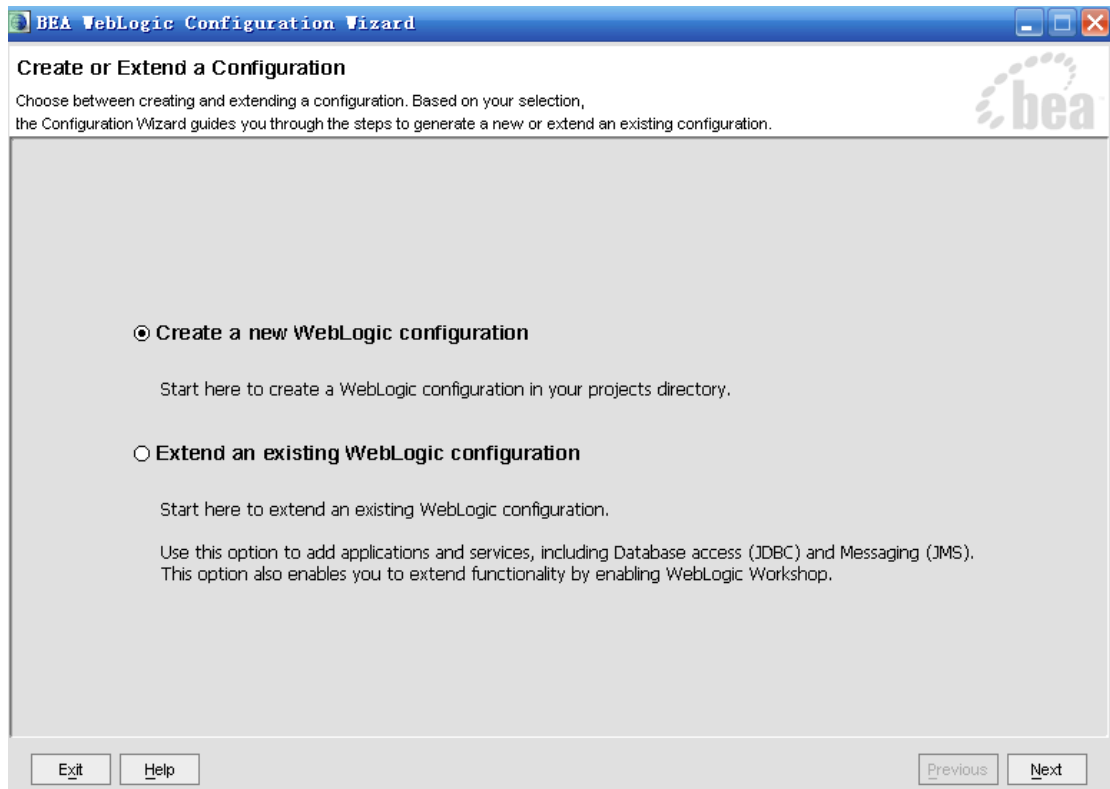 BEA WebLogic Configuration Wizard
Create or Extend a Configuration
Choose between creating and extending a configuration. Based on your selection,
the Configuration Wizard guides you through the steps to generate a new or extend an existing configuration.
bea
Create a new WebLogic configuration
Start here to create a WebLogic configuration in your projects directory.
Extend an existing WebLogic configuration
Start here to extend an existing WebLogic configuration.
Use this option to add applications and services, including Database access (JDBC) and Messaging (JMS).
This option also enables you to extend functionality by enabling WebLogic Workshop.
Exit Help Previous Next